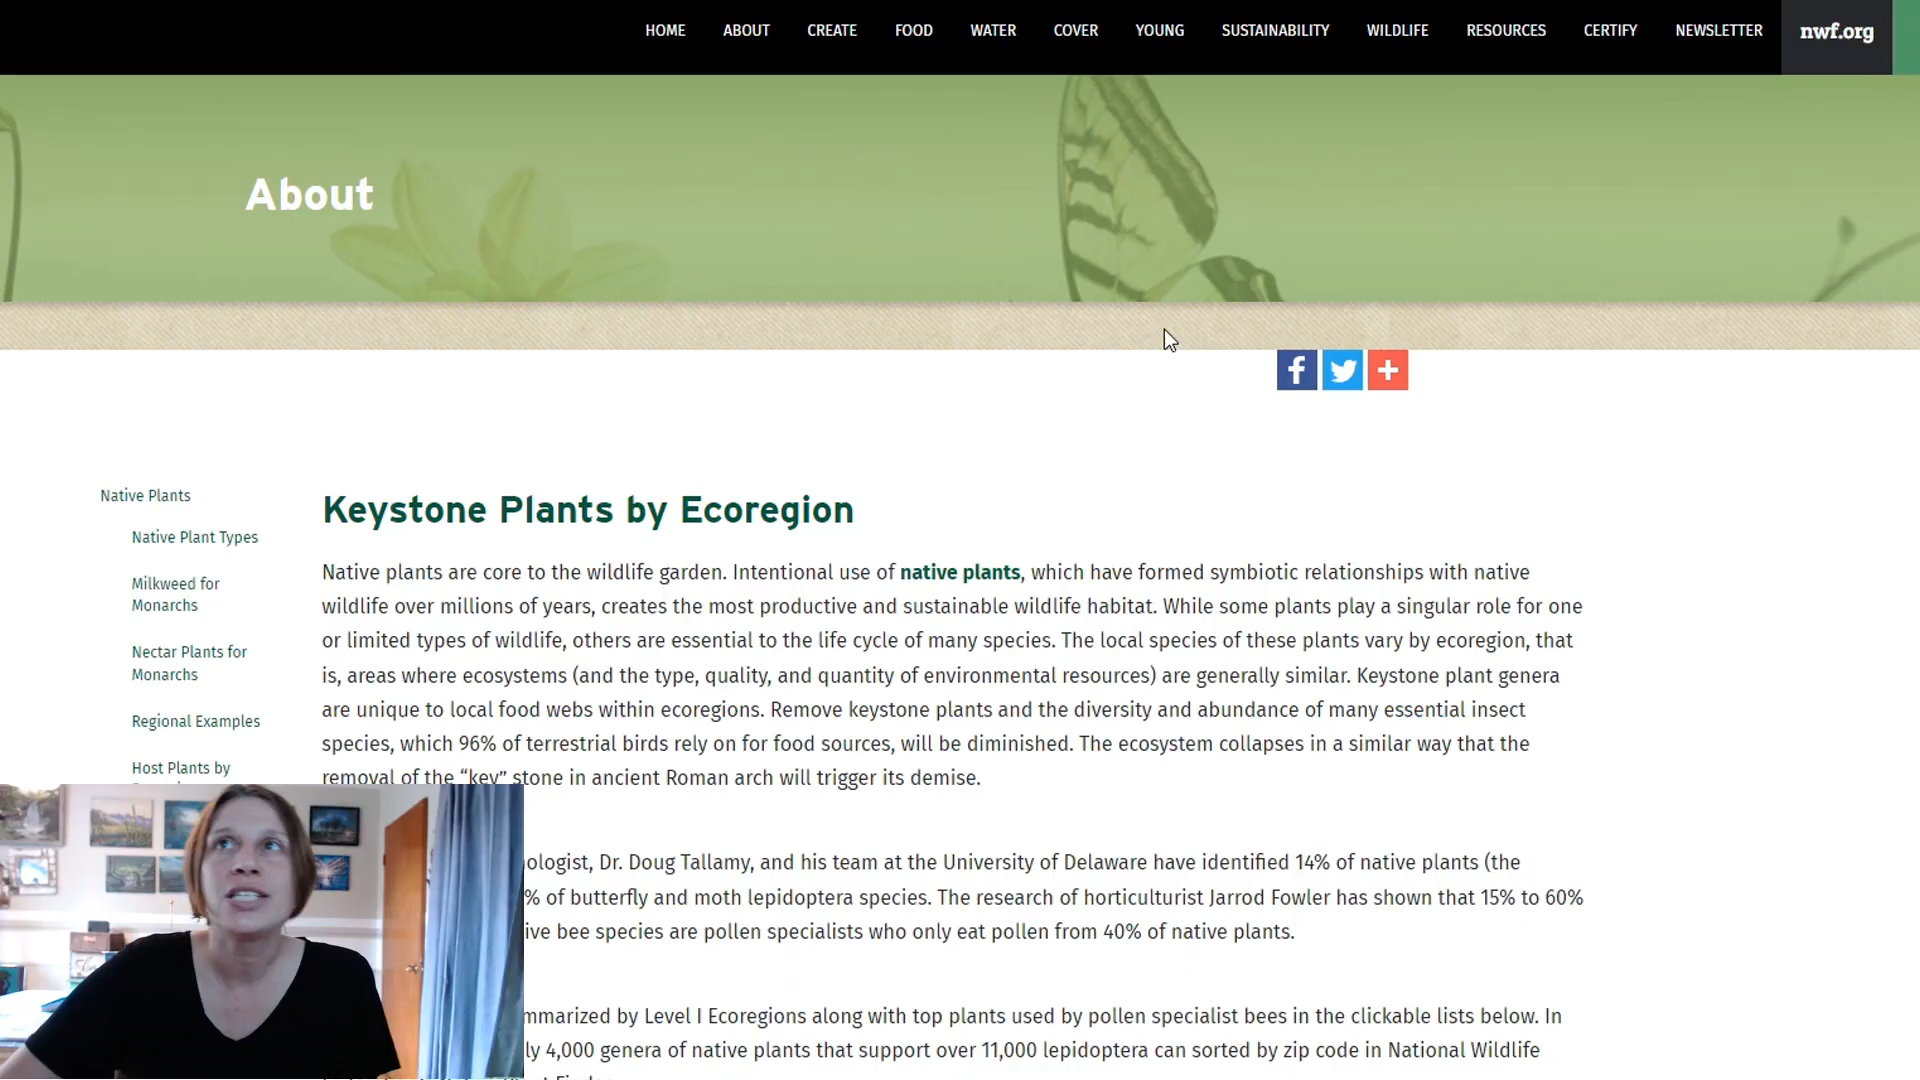 HOME ABOUT CREATE FOOD WATER COVER YOUNG SUSTAINABILITY WILDLIFE RESOURCES CERTIFY NEWSLETTER nwf.org
About
Native Plants
Native Plant Types
Milkweed for
Monarchs
Nectar Plants for
Monarchs
Regional Examples
Host Plants by
Keystone Plants by Ecoregion
Native plants are core to the wildlife garden. Intentional use of native plants, which have formed symbiotic relationships with native
wildlife over millions of years, creates the most productive and sustainable wildlife habitat. While some plants play a singular role for one
or limited types of wildlife, others are essential to the life cycle of many species. The local species of these plants vary by ecoregion, that
is, areas where ecosystems (and the type, quality, and quantity of environmental resources) are generally similar. Keystone plant genera
are unique to local food webs within ecoregions. Remove keystone plants and the diversity and abundance of many essential insect
species, which 96% of terrestrial birds rely on for food sources, will be diminished. The ecosystem collapses in a similar way that the
removal of the “key” stone in ancient Roman arch will trigger its demise.
ologist, Dr. Doug Tallamy, and his team at the University of Delaware have identified 14% of native plants (the
% of butterfly and moth lepidoptera species. The research of horticulturist Jarrod Fowler has shown that 15% to 60%
ive bee species are pollen specialists who only eat pollen from 40% of native plants.
mmarized by Level I Ecoregions along with top plants used by pollen specialist bees in the clickable lists below. In
ly 4,000 genera of native plants that support over 11,000 lepidoptera can sorted by zip code in National Wildlife